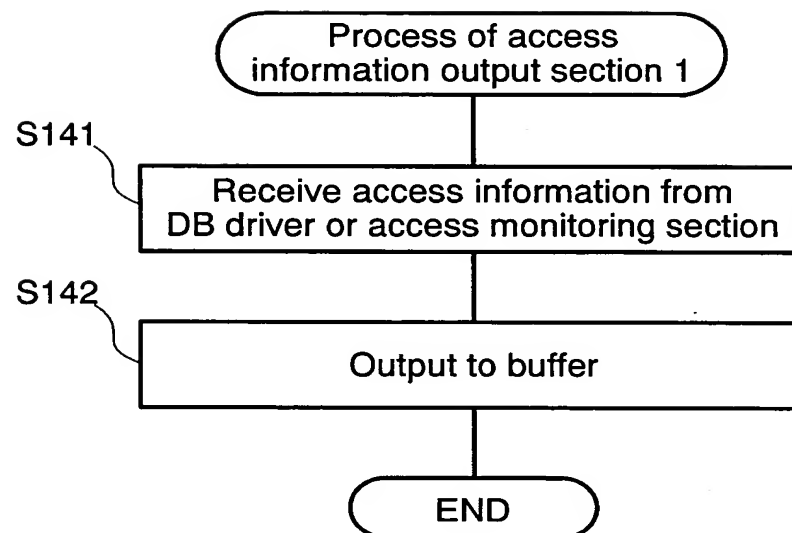 Process of access
information output section 1
S141
Receive access information from
DB driver or access monitoring section
S142
Output to buffer
END